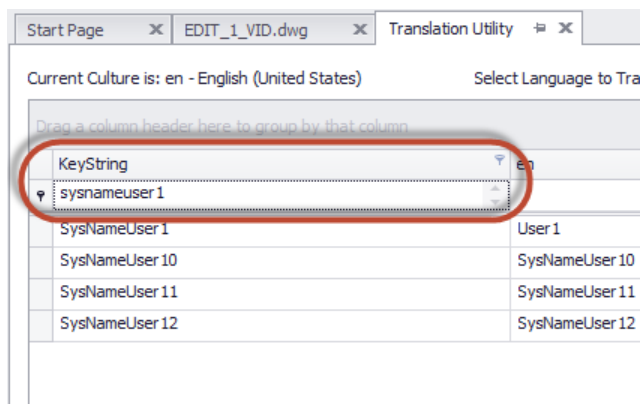 Start Page EDIT_1_VID.dwg Translation Utility
Current Culture is: en - English (United States) Select Language to Tra
Drag a column header here to group by that column
KeyString en
sysnameuser1
SysNameUser1 User1
SysNameUser10 SysNameUser10
SysNameUser11 SysNameUser11
SysNameUser12 SysNameUser12